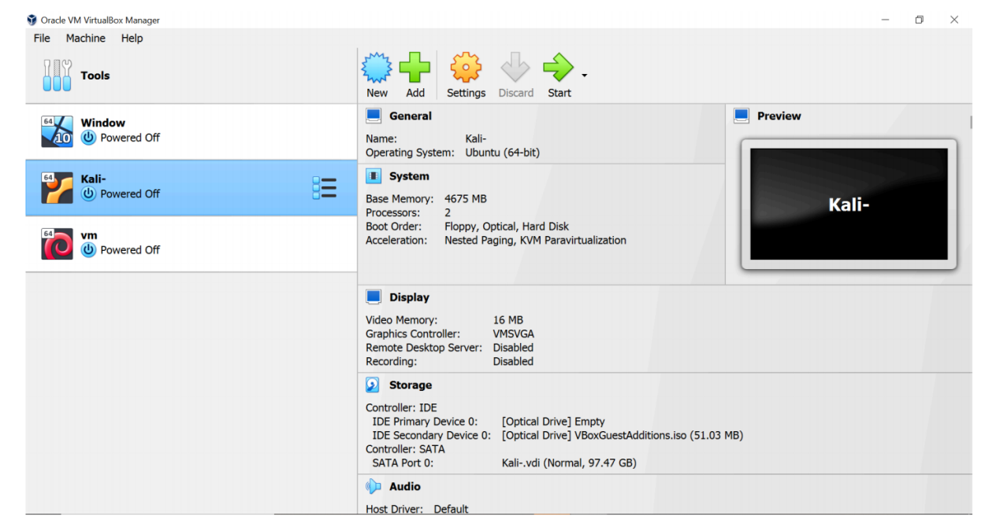 Oracle VM VirtualBox Manager
File Machine Help
Tools
New Add Settings Discard Start
64 10 Window
Powered Off
64 Kali-
Powered Off
64 vm
Powered Off
General
Name: Kali-
Operating System: Ubuntu (64-bit)
Preview
Kali-
System
Base Memory: 4675 MB
Processors: 2
Boot Order: Floppy, Optical, Hard Disk
Acceleration: Nested Paging, KVM Paravirtualization
Display
Video Memory: 16 MB
Graphics Controller: VMSVGA
Remote Desktop Server: Disabled
Recording: Disabled
Storage
Controller: IDE
IDE Primary Device 0: [Optical Drive] Empty
IDE Secondary Device 0: [Optical Drive] VBoxGuestAdditions.iso (51.03 MB)
Controller: SATA
SATA Port 0: Kali-.vdi (Normal, 97.47 GB)
Audio
Host Driver: Default